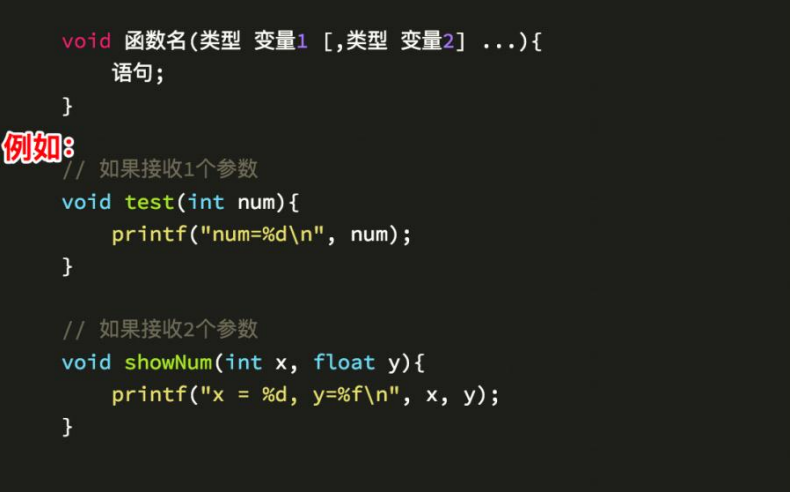 void 函数名(类型 变量1 [,类型 变量2] ...){
    语句;
}
例如：
// 如果接收1个参数
void test(int num){
    printf("num=%d\n", num);
}
// 如果接收2个参数
void showNum(int x, float y){
    printf("x = %d, y=%f\n", x, y);
}